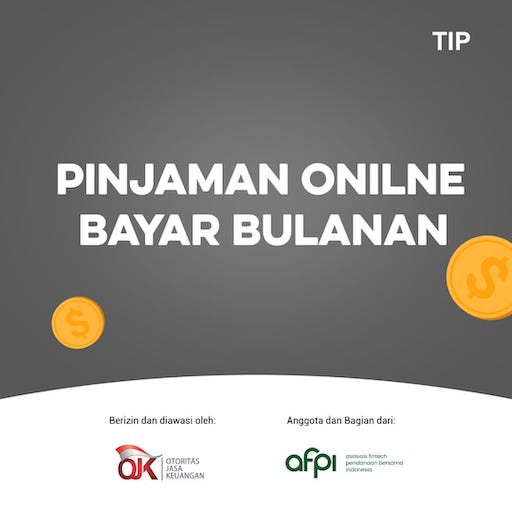 TIP
PINJAMAN ONILNE
BAYAR BULANAN
Berizin dan diawasi oleh:
Anggota dan Bagian dari:
OJK
OTORITAS
JASA
KEUANGAN
afpi
asosiasi fintech
pendanaan bersama
indonesia